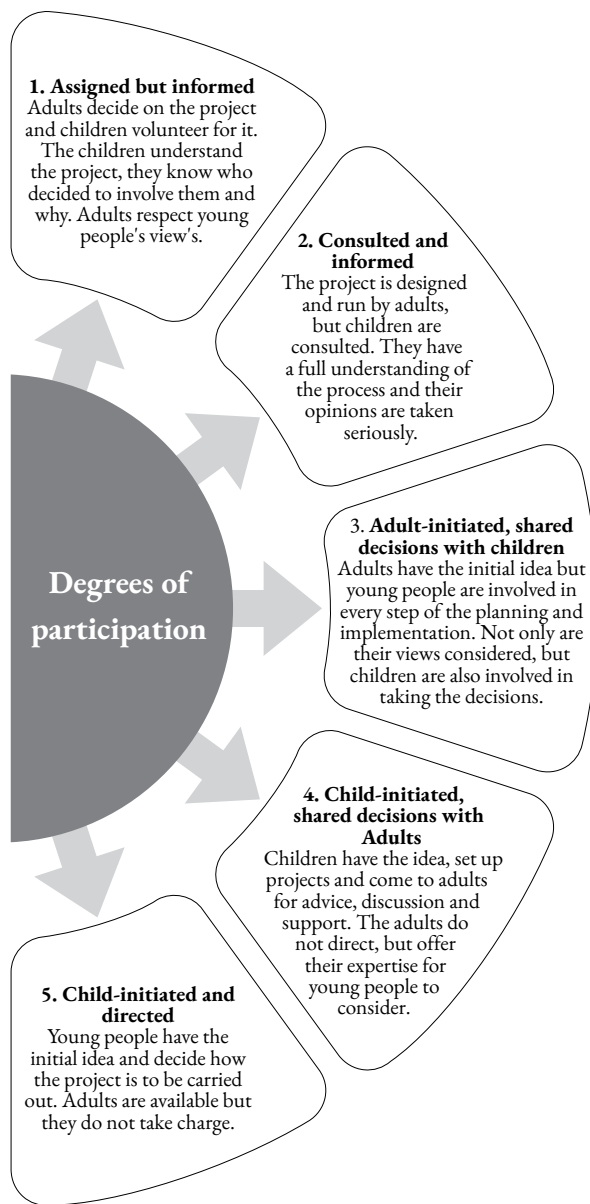 1. Assigned but informed
Adults decide on the project
and children volunteer for it.
The children understand
the project, they know who
decided to involve them and
why. Adults respect young
people's view's.
2. Consulted and
informed
The project is designed
and run by adults,
but children are
consulted. They have
a full understanding of
the process and their
opinions are taken
seriously.
3. Adult-initiated, shared
decisions with children
Adults have the initial idea but
young people are involved in
every step of the planning and
implementation. Not only are
their views considered, but
children are also involved in
taking the decisions.
Degrees of
participation
4. Child-initiated,
shared decisions with
Adults
Children have the idea, set up
projects and come to adults
for advice, discussion and
support. The adults do
not direct, but offer
their expertise for
young people to
consider.
5. Child-initiated and
directed
Young people have the
initial idea and decide how
the project is to be carried
out. Adults are available but
they do not take charge.